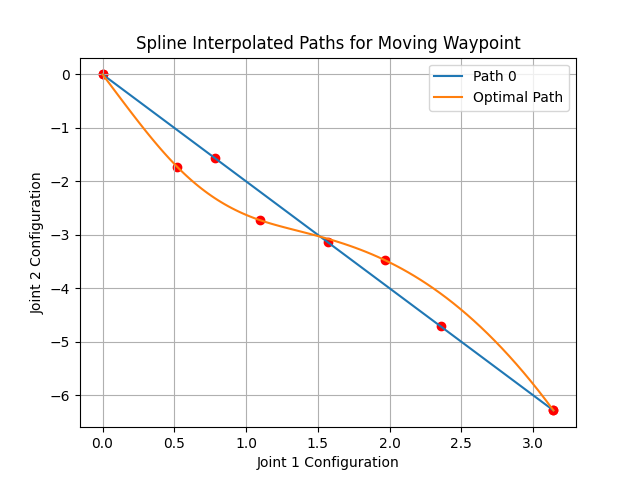 Spline Interpolated Paths for Moving Waypoint
Path 0
Optimal Path
0
−1
−2
−3
−4
−5
−6
Joint 2 Configuration
0.0 0.5 1.0 1.5 2.0 2.5 3.0
Joint 1 Configuration